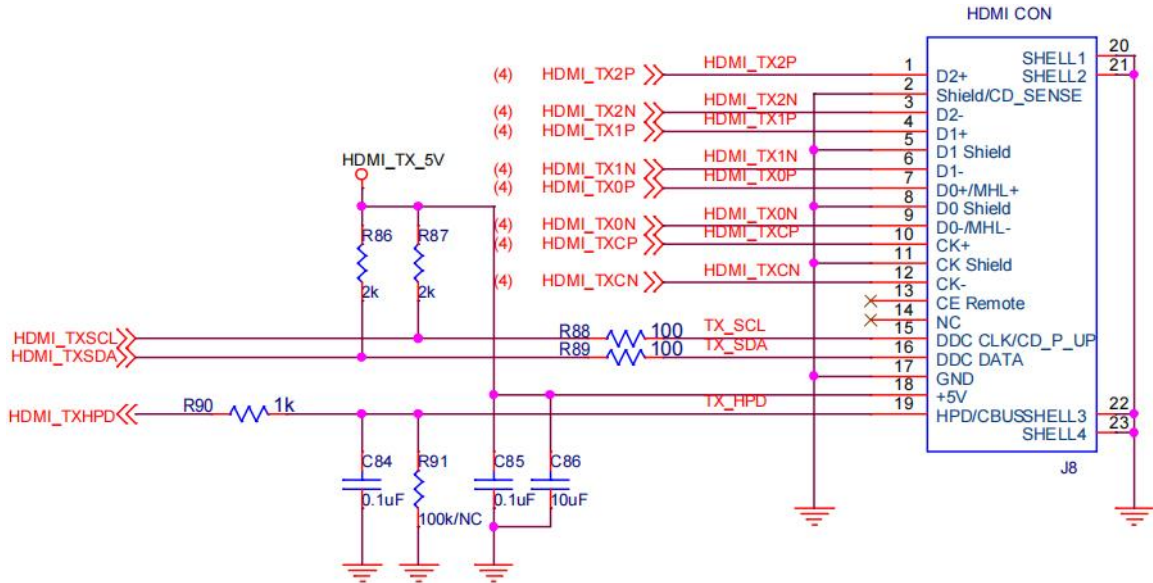 HDMI CON
(4) HDMI_TX2P HDMI_TX2P 1 D2+ SHELL1 20
2 Shield/CD_SENSE SHELL2 21
(4) HDMI_TX2N HDMI_TX2N 3 D2-
(4) HDMI_TX1P HDMI_TX1P 4 D1+
5 D1 Shield
(4) HDMI_TX1N HDMI_TX1N 6 D1-
(4) HDMI_TX0P HDMI_TX0P 7 D0+/MHL+
8 D0 Shield
(4) HDMI_TX0N HDMI_TX0N 9 D0-/MHL-
(4) HDMI_TXCP HDMI_TXCP 10 CK+
11 CK Shield
(4) HDMI_TXCN HDMI_TXCN 12 CK-
13 CE Remote
14 NC
HDMI_TX_5V
R86 R87
2k 2k
HDMI_TXSCL R88 100 TX_SCL 15 DDC CLK/CD_P_UP
HDMI_TXSDA R89 100 TX_SDA 16 DDC DATA
17 GND
18 +5V
HDMI_TXHPD R90 1k TX_HPD 19 HPD/CBUS SHELL3 22
SHELL4 23
J8
C84 R91 C85 C86
0.1uF 100k/NC 0.1uF 10uF